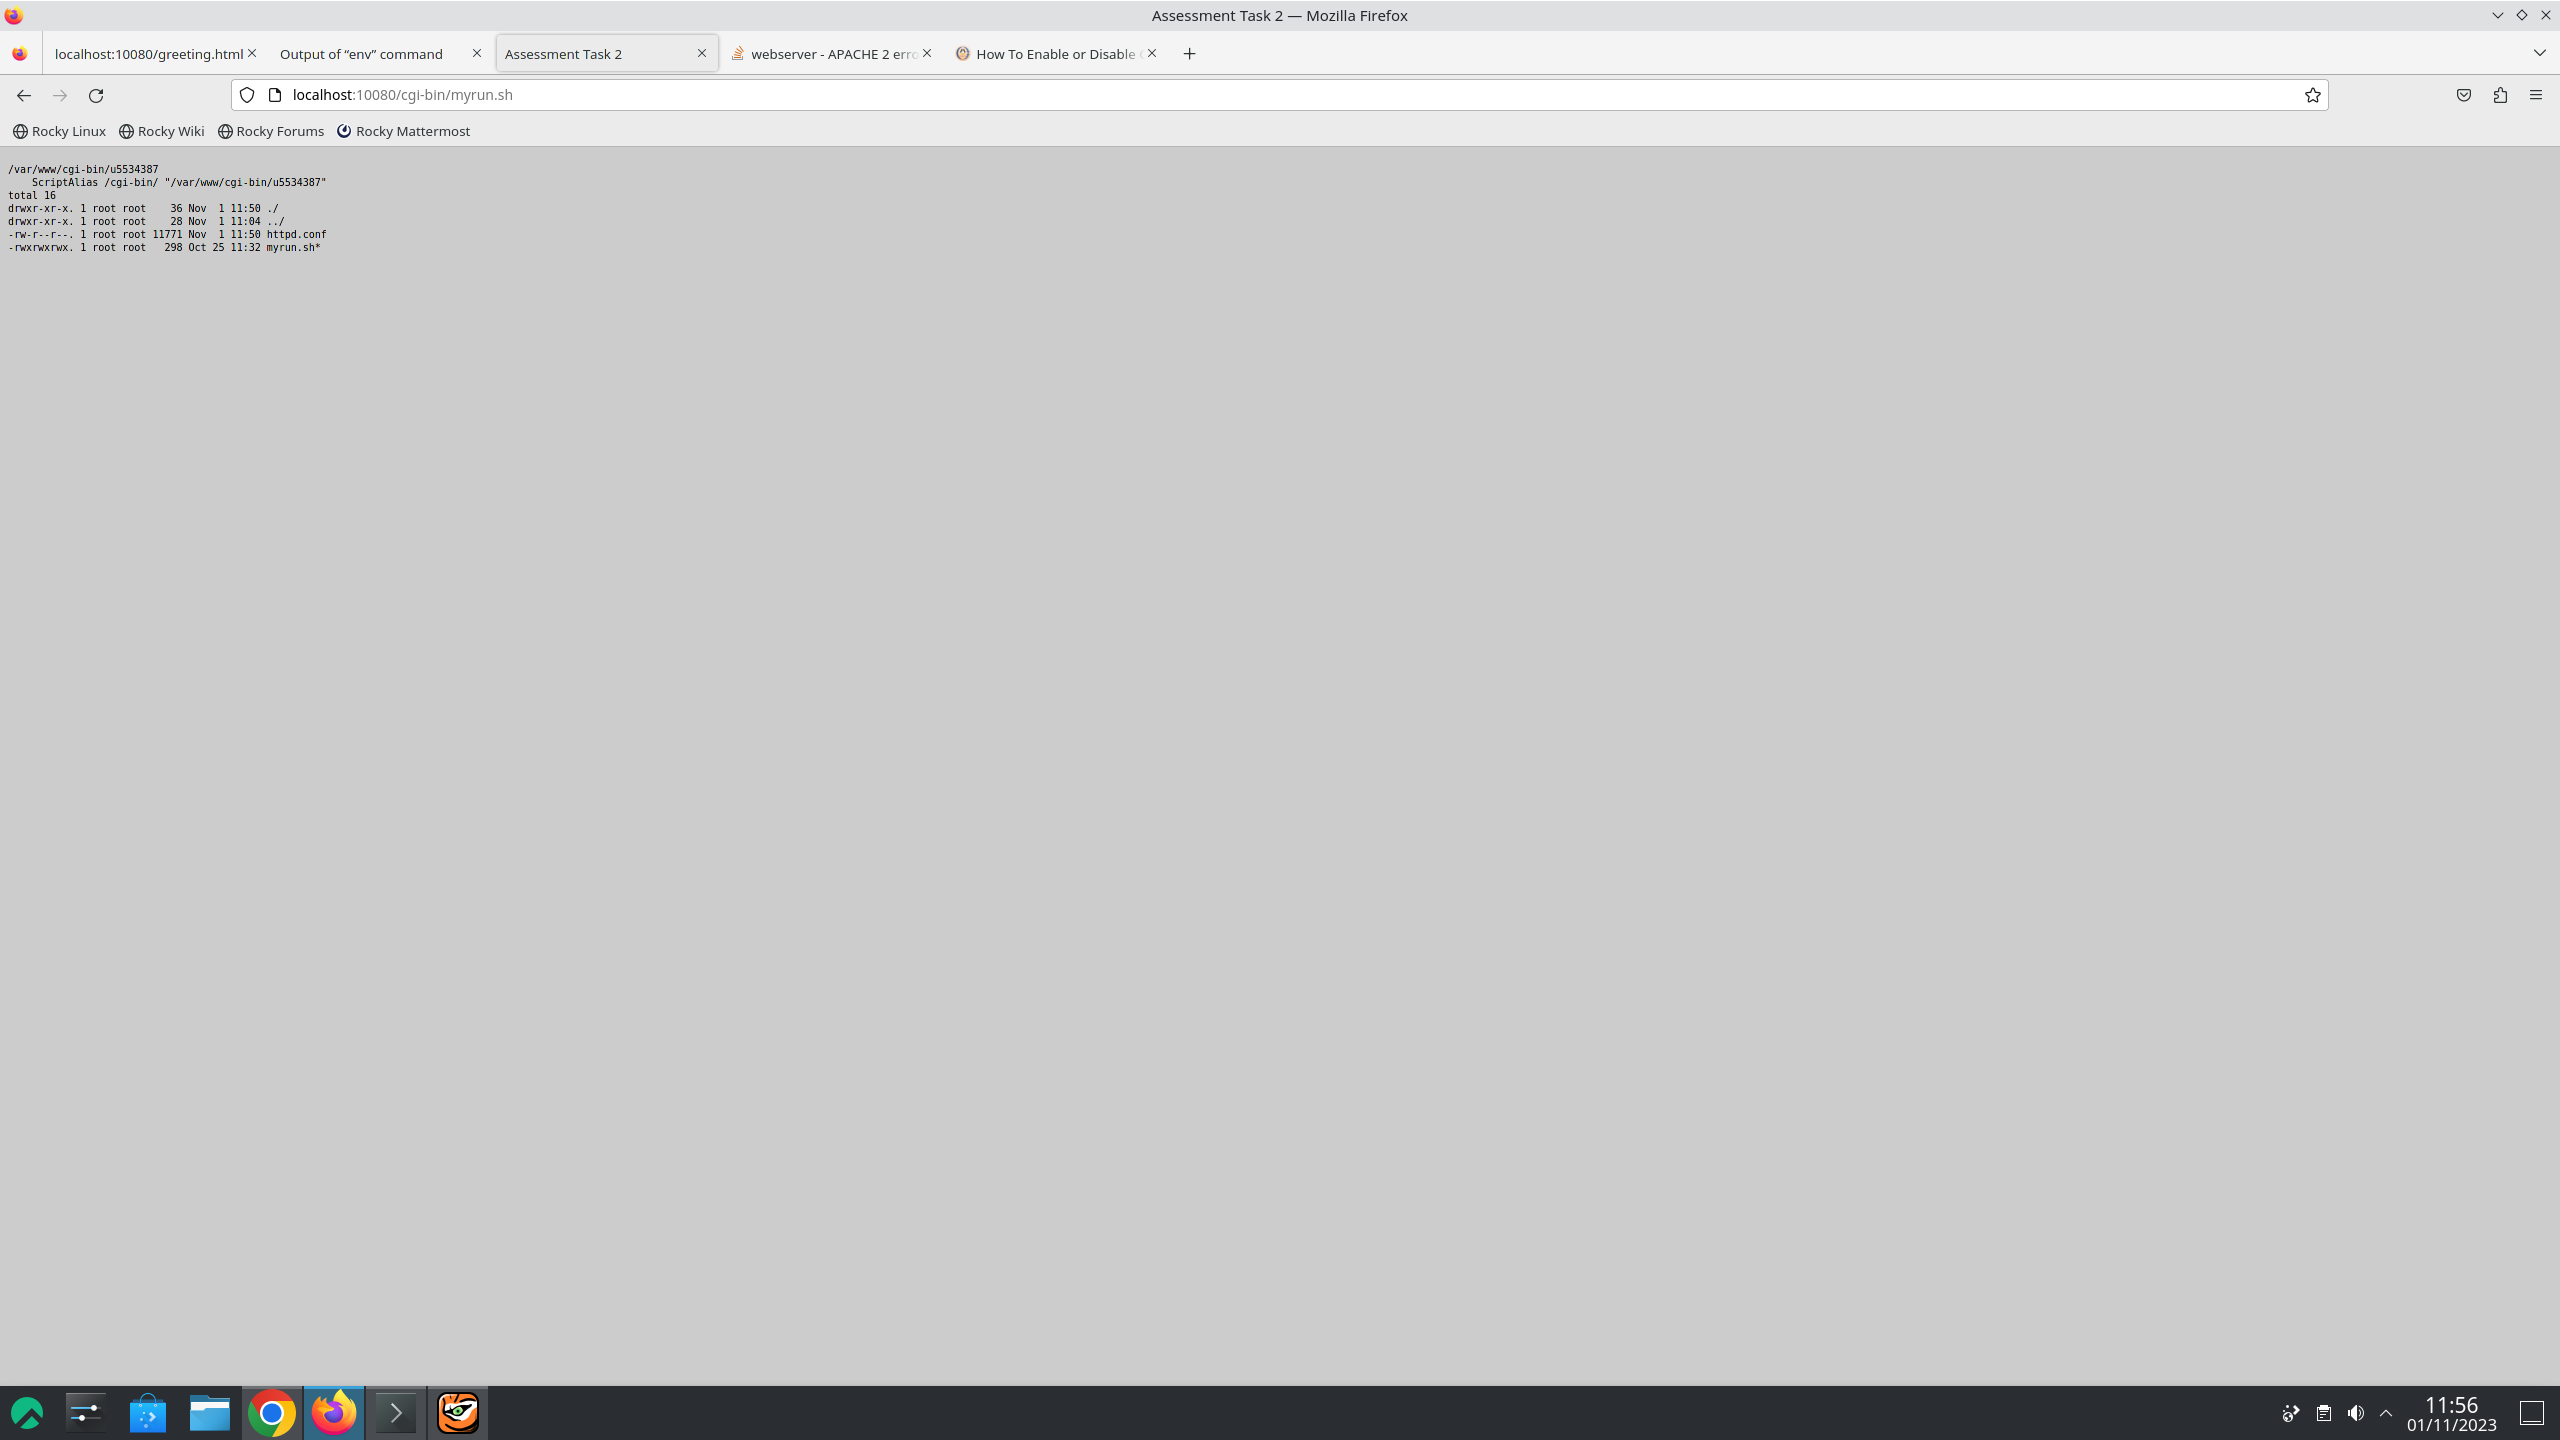 Assessment Task 2 — Mozilla Firefox
localhost:10080/greeting.html
Output of “env” command
Assessment Task 2
webserver - APACHE 2 erro
How To Enable or Disable
localhost:10080/cgi-bin/myrun.sh
Rocky Linux
Rocky Wiki
Rocky Forums
Rocky Mattermost
/var/www/cgi-bin/u5534387
    ScriptAlias /cgi-bin/ "/var/www/cgi-bin/u5534387"
total 16
drwxr-xr-x. 1 root root    36 Nov  1 11:50 ./
drwxr-xr-x. 1 root root    28 Nov  1 11:04 ../
-rw-r--r--. 1 root root 11771 Nov  1 11:50 httpd.conf
-rwxrwxrwx. 1 root root   298 Oct 25 11:32 myrun.sh*
11:56
01/11/2023